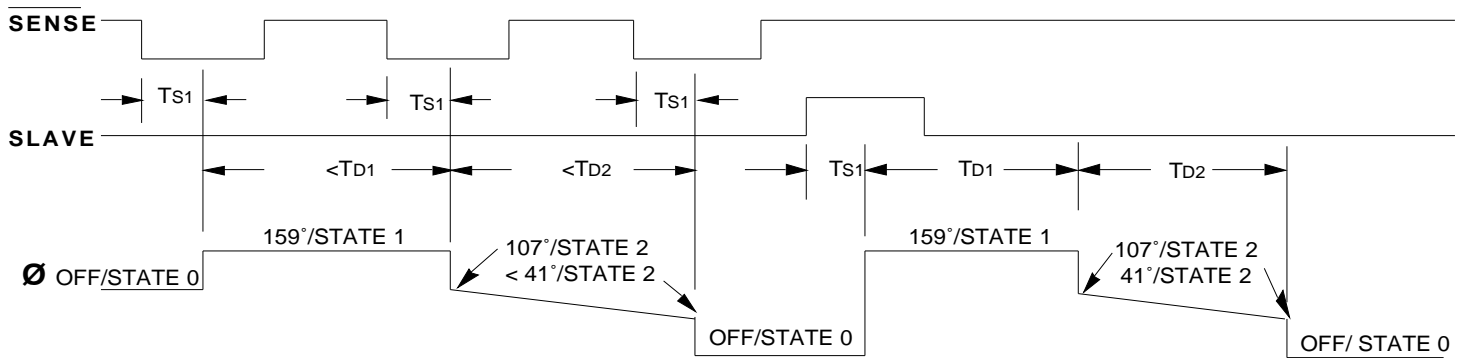 SENSE
TS1
TS1
TS1
SLAVE
<TD1
<TD2
TS1
TD1
TD2
159°/STATE 1
107°/STATE 2
< 41°/STATE 2
159°/STATE 1
107°/STATE 2
41°/STATE 2
Ø OFF/STATE 0
OFF/STATE 0
OFF/ STATE 0